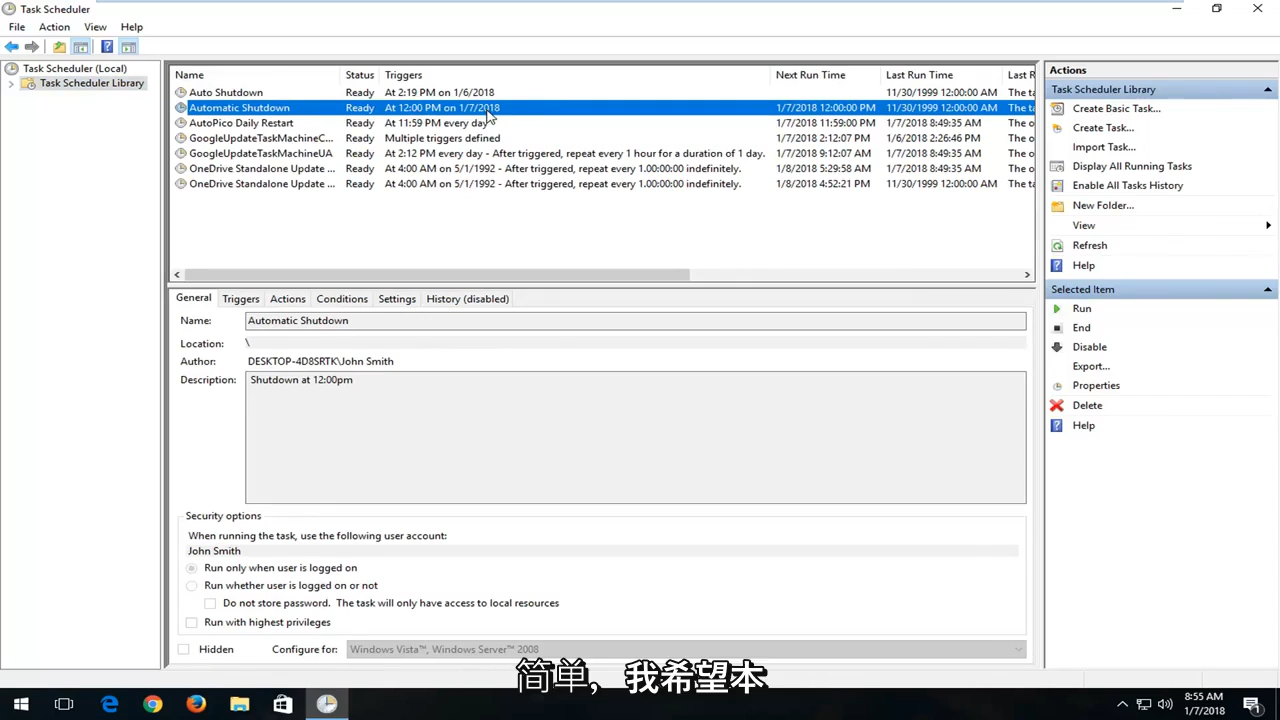 Task Scheduler
File Action View Help
Task Scheduler (Local)
Task Scheduler Library
Name Status Triggers Next Run Time Last Run Time Last R
Auto Shutdown Ready At 2:19 PM on 1/6/2018 11/30/1999 12:00:00 AM The ta
Automatic Shutdown Ready At 12:00 PM on 1/7/2018 1/7/2018 12:00:00 PM 11/30/1999 12:00:00 AM The ta
AutoPico Daily Restart Ready At 11:59 PM every day 1/7/2018 11:59:00 PM 1/7/2018 8:49:35 AM The o
GoogleUpdateTaskMachineC... Ready Multiple triggers defined 1/7/2018 2:12:07 PM 1/6/2018 2:26:46 PM The o
GoogleUpdateTaskMachineUA Ready At 2:12 PM every day - After triggered, repeat every 1 hour for a duration of 1 day. 1/7/2018 9:12:07 AM 1/7/2018 8:49:35 AM The o
OneDrive Standalone Update ... Ready At 4:00 AM on 5/1/1992 - After triggered, repeat every 1.00:00:00 indefinitely. 1/8/2018 5:29:58 AM 1/7/2018 8:49:35 AM The o
OneDrive Standalone Update ... Ready At 4:00 AM on 5/1/1992 - After triggered, repeat every 1.00:00:00 indefinitely. 1/8/2018 4:52:21 PM 11/30/1999 12:00:00 AM The ta
General Triggers Actions Conditions Settings History (disabled)
Name: Automatic Shutdown
Location: \
Author: DESKTOP-4D8SRTK\John Smith
Description: Shutdown at 12:00pm
Security options
When running the task, use the following user account:
John Smith
Run only when user is logged on
Run whether user is logged on or not
Do not store password. The task will only have access to local resources
Run with highest privileges
Hidden Configure for: Windows Vista™, Windows Server™ 2008
Actions
Task Scheduler Library
Create Basic Task...
Create Task...
Import Task...
Display All Running Tasks
Enable All Tasks History
New Folder...
View
Refresh
Help
Selected Item
Run
End
Disable
Export...
Properties
Delete
Help
简单，我希望本
8:55 AM
1/7/2018
1